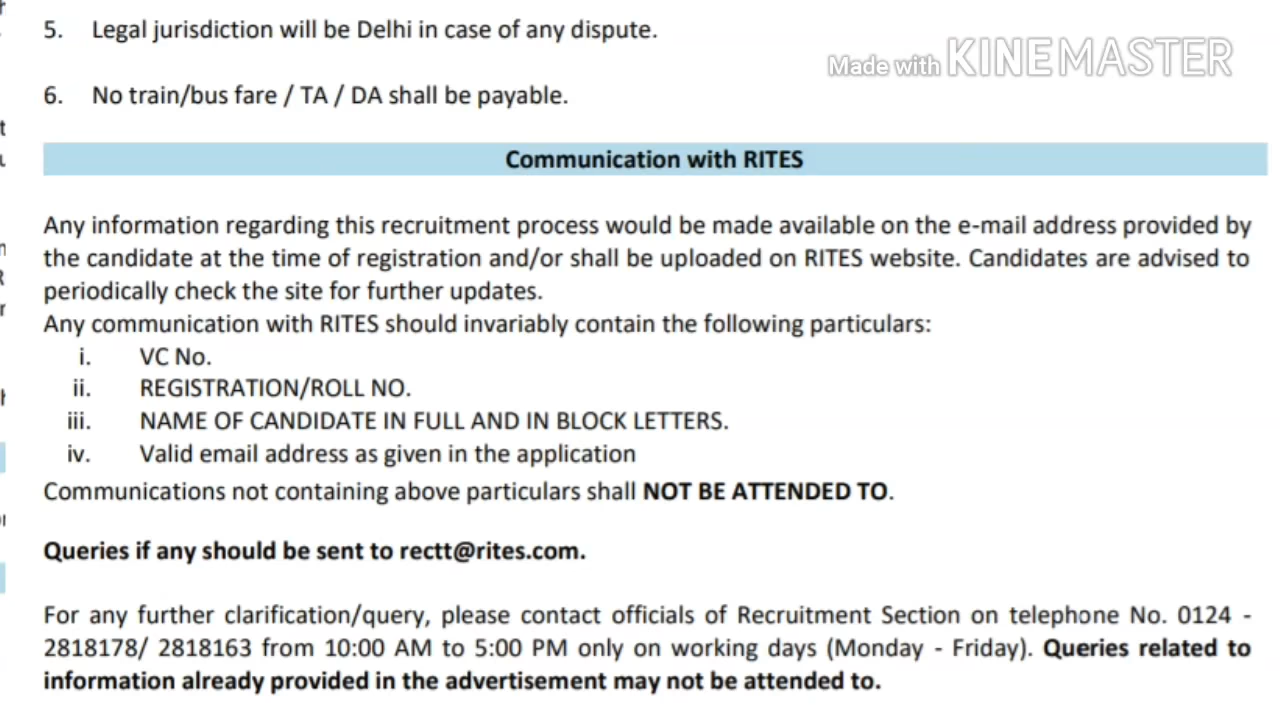 5. Legal jurisdiction will be Delhi in case of any dispute.
Made with KINEMASTER
6. No train/bus fare / TA / DA shall be payable.
Communication with RITES
Any information regarding this recruitment process would be made available on the e-mail address provided by
the candidate at the time of registration and/or shall be uploaded on RITES website. Candidates are advised to
periodically check the site for further updates.
Any communication with RITES should invariably contain the following particulars:
i. VC No.
ii. REGISTRATION/ROLL NO.
iii. NAME OF CANDIDATE IN FULL AND IN BLOCK LETTERS.
iv. Valid email address as given in the application
Communications not containing above particulars shall NOT BE ATTENDED TO.
Queries if any should be sent to rectt@rites.com.
For any further clarification/query, please contact officials of Recruitment Section on telephone No. 0124 -
2818178/ 2818163 from 10:00 AM to 5:00 PM only on working days (Monday - Friday). Queries related to
information already provided in the advertisement may not be attended to.